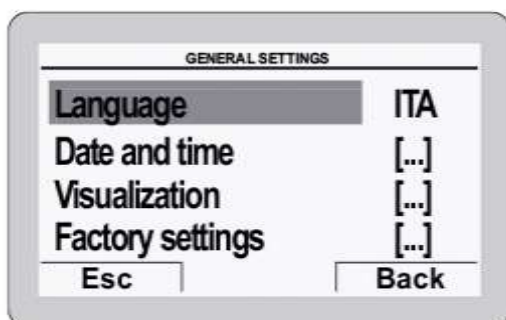 GENERAL SETTINGS
Language ITA
Date and time [...]
Visualization [...]
Factory settings [...]
Esc Back